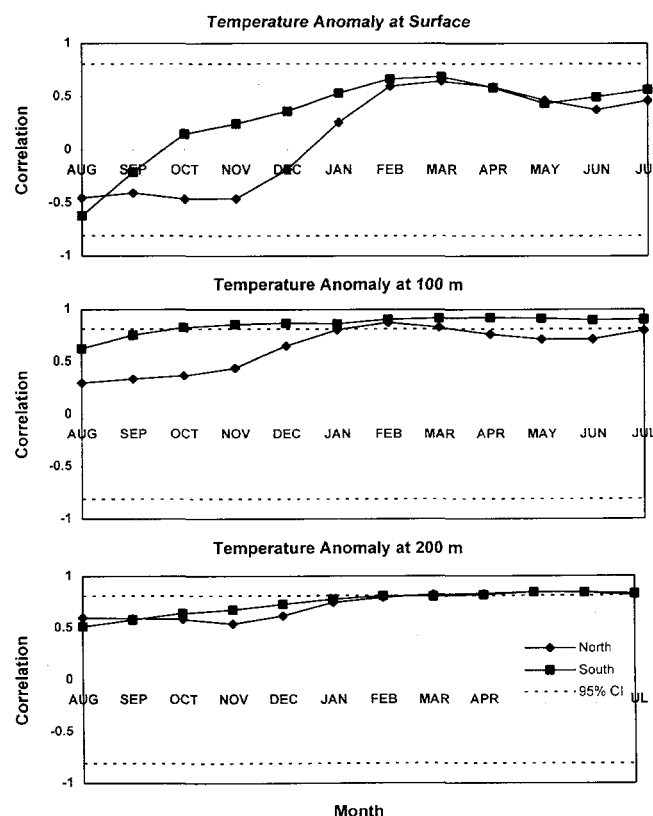 Temperature Anomaly at Surface
1
0.5
0
-0.5
-1
Correlation
AUG SEP OCT NOV DEC JAN FEB MAR APR MAY JUN JU
Temperature Anomaly at 100 m
1
0.5
0
-0.5
-1
Correlation
AUG SEP OCT NOV DEC JAN FEB MAR APR MAY JUN JUL
Temperature Anomaly at 200 m
1
0.5
0
-0.5
-1
Correlation
AUG SEP OCT NOV DEC JAN FEB MAR APR UL
North
South
95% CI
Month